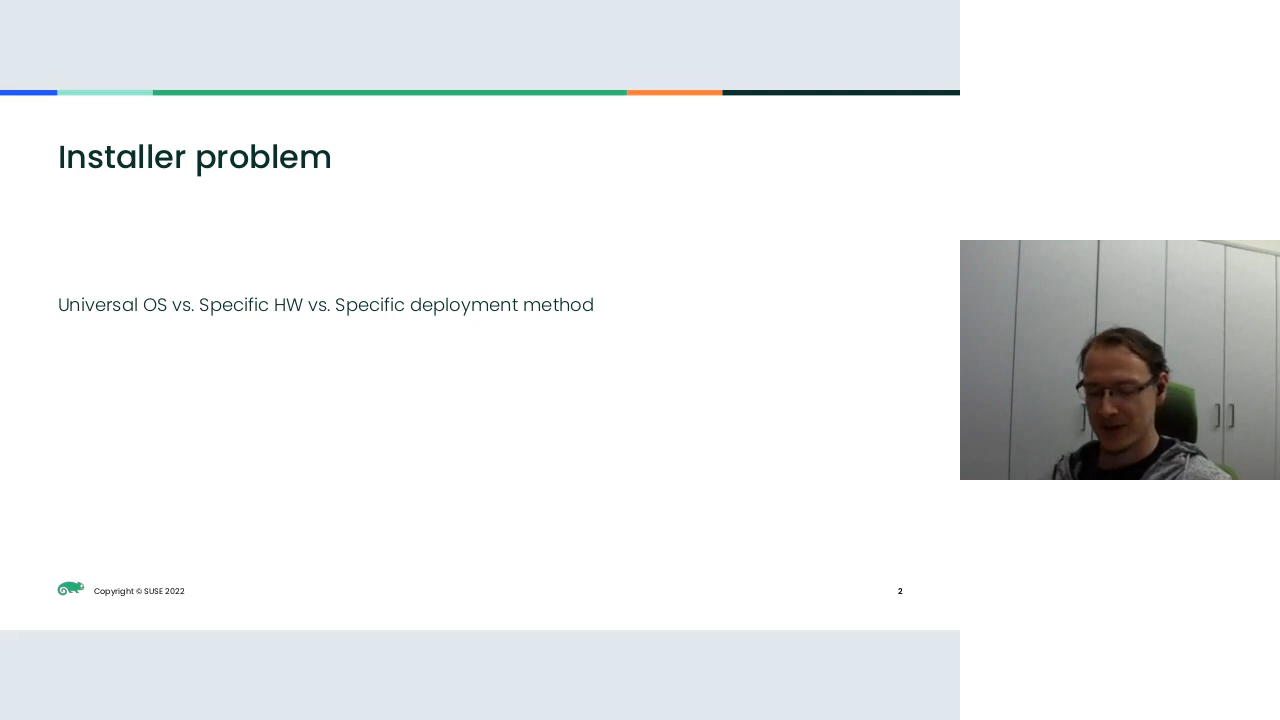 Installer problem
Universal OS vs. Specific HW vs. Specific deployment method
Copyright © SUSE 2022
2